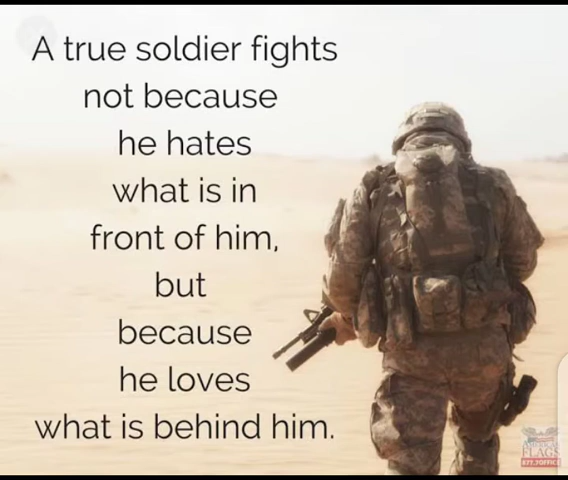 A true soldier fights
not because
he hates
what is in
front of him,
but
because
he loves
what is behind him.
AMERICAN
FLAGS